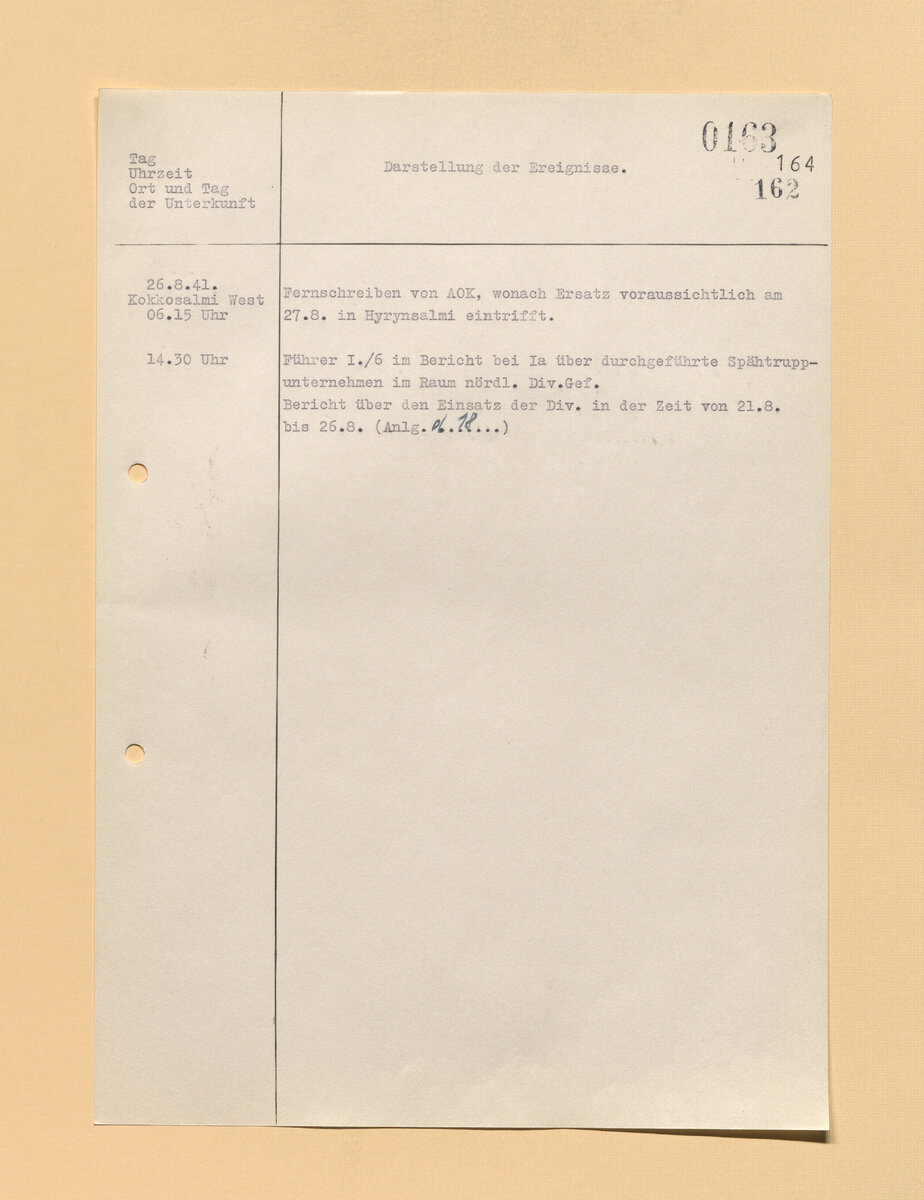 0163
164
162
Tag
Uhrzeit
Ort und Tag
der Unterkunft
Darstellung der Ereignisse.
26.8.41.
Kokkosalmi West
06.15 Uhr
Fernschreiben von AOK, wonach Ersatz voraussichtlich am
27.8. in Hyrynsalmi eintrifft.
14.30 Uhr
Führer I./6 im Bericht bei Ia über durchgeführte Spähtrupp-
unternehmen im Raum nördl. Div.Gef.
Bericht über den Einsatz der Div. in der Zeit von 21.8.
bis 26.8. (Anlg. 18...)